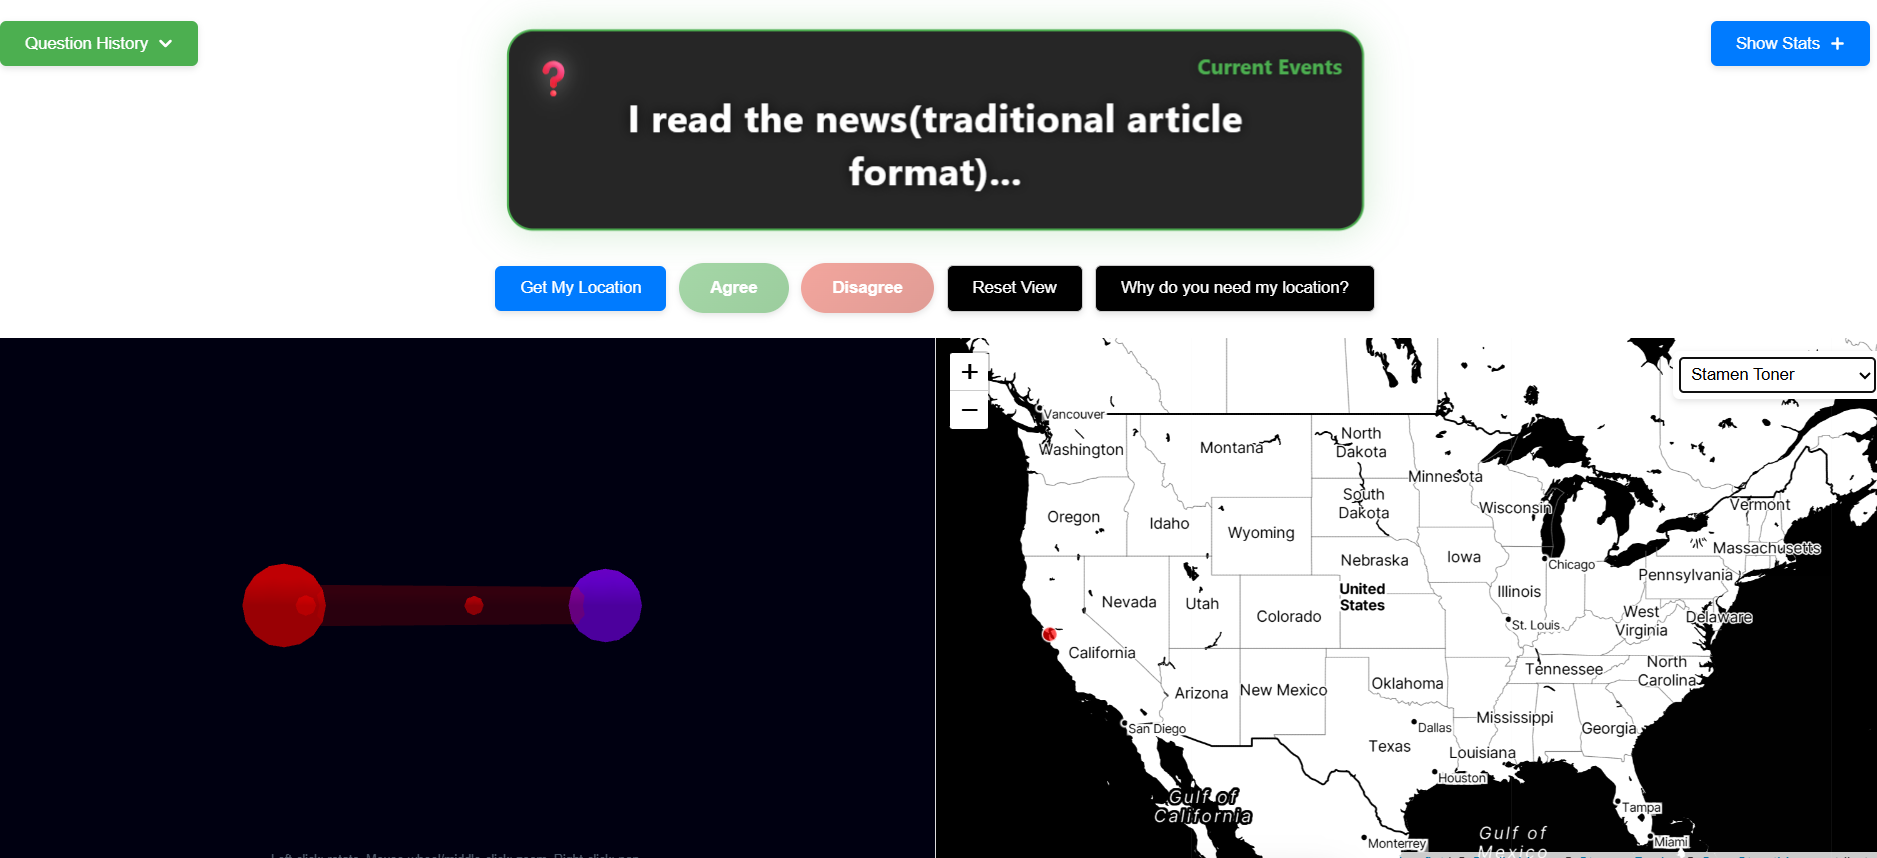 Question History
Show Stats
Current Events
I read the news(traditional article
format)...
Get My Location
Agree
Disagree
Reset View
Why do you need my location?
+
−
Stamen Toner
Vancouver
Washington
Montana
North
Dakota
Minnesota
South
Dakota
Wisconsin
Vermont
Oregon
Idaho
Wyoming
Massachusetts
Nebraska
Iowa
Chicago
Pennsylvania
United
States
Nevada
Utah
Colorado
Illinois
St. Louis
West
Virginia
Delaware
California
Tennessee
North
Carolina
Arizona
New Mexico
Oklahoma
Mississippi
Georgia
San Diego
Dallas
Texas
Louisiana
Houston
Gulf of
California
Tampa
Gulf of
Mexico
Miami
Monterrey